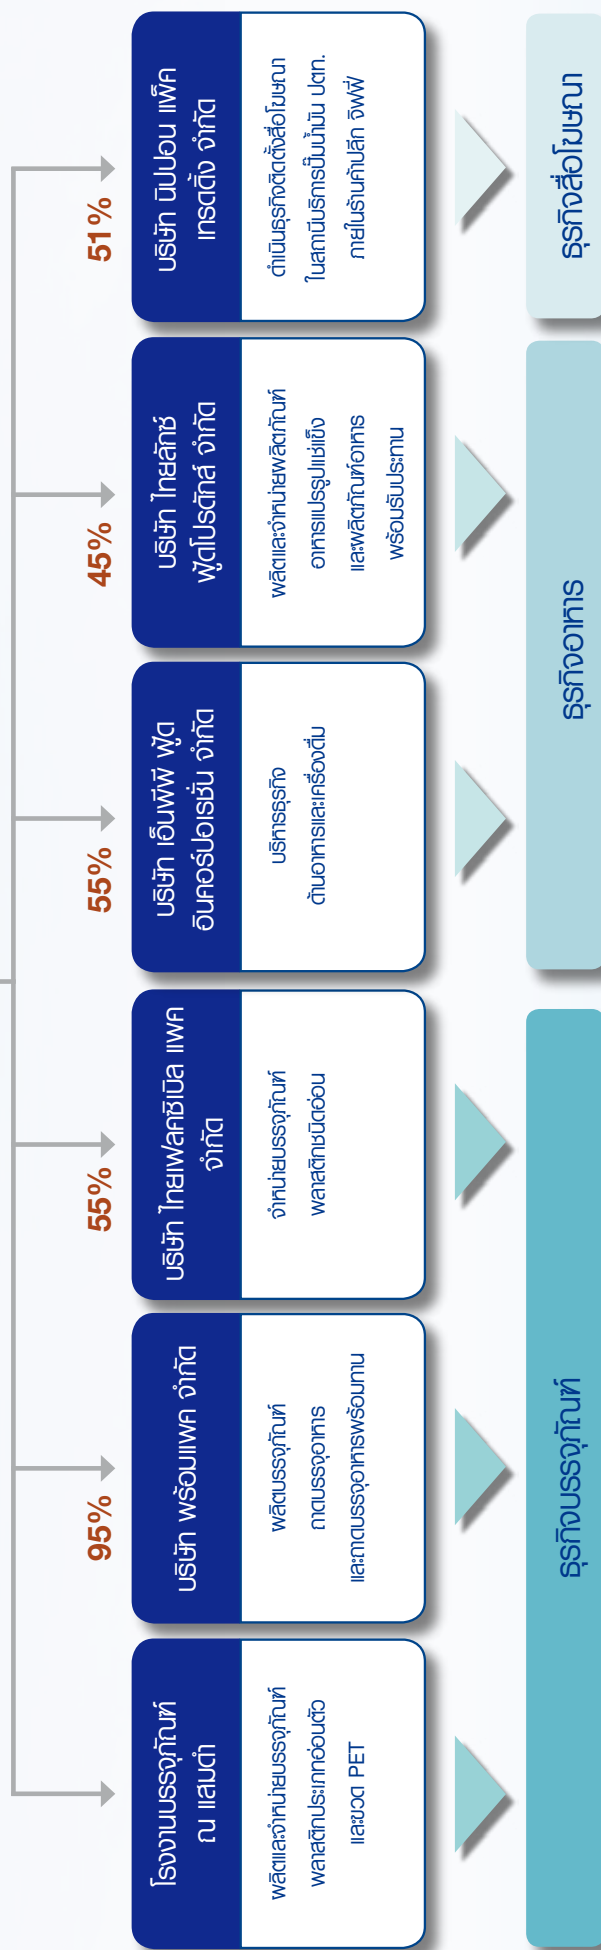 โรงงานบรรจุภัณฑ์
ณ แสมดำ
ผลิตและจำหน่ายบรรจุภัณฑ์
พลาสติกประเภทอ่อนตัว
และขวด PET
95%
บริษัท พร้อมแพค จำกัด
ผลิตบรรจุภัณฑ์
ถาดบรรจุอาหาร
และถาดบรรจุอาหารพร้อมทาน
55%
บริษัท ไทยเฟลคซิเบิล แพค
จำกัด
จำหน่ายบรรจุภัณฑ์
พลาสติกชนิดอ่อน
55%
บริษัท เอ็นพีพี ฟู้ด
อินคอร์ปอเรชั่น จำกัด
บริหารธุรกิจ
ด้านอาหารและเครื่องดื่ม
45%
บริษัท ไทยลักซ์
ฟู้ดโปรดักส์ จำกัด
ผลิตและจำหน่ายผลิตภัณฑ์
อาหารแปรรูปแช่แข็ง
และผลิตภัณฑ์อาหาร
พร้อมรับประทาน
51%
บริษัท นิปปอน แพ็ค
เทรดดิ้ง จำกัด
ดำเนินธุรกิจติดตั้งสื่อโฆษณา
ในสถานีบริการปั๊มน้ำมัน ปตท.
ภายในร้านค้าปลีก จิฟฟี่
ธุรกิจบรรจุภัณฑ์
ธุรกิจอาหาร
ธุรกิจสื่อโฆษณา